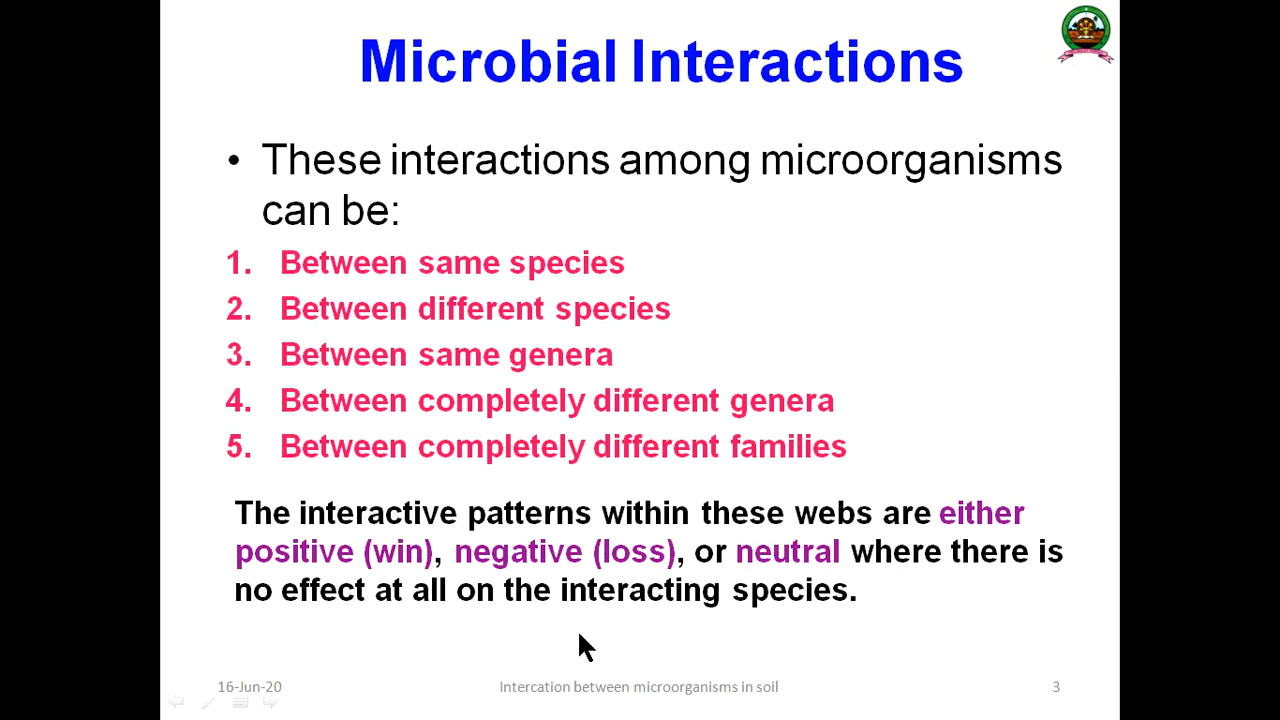 Microbial Interactions
• These interactions among microorganisms
can be:
1. Between same species
2. Between different species
3. Between same genera
4. Between completely different genera
5. Between completely different families
The interactive patterns within these webs are either
positive (win), negative (loss), or neutral where there is
no effect at all on the interacting species.
16-Jun-20
Intercation between microorganisms in soil
3